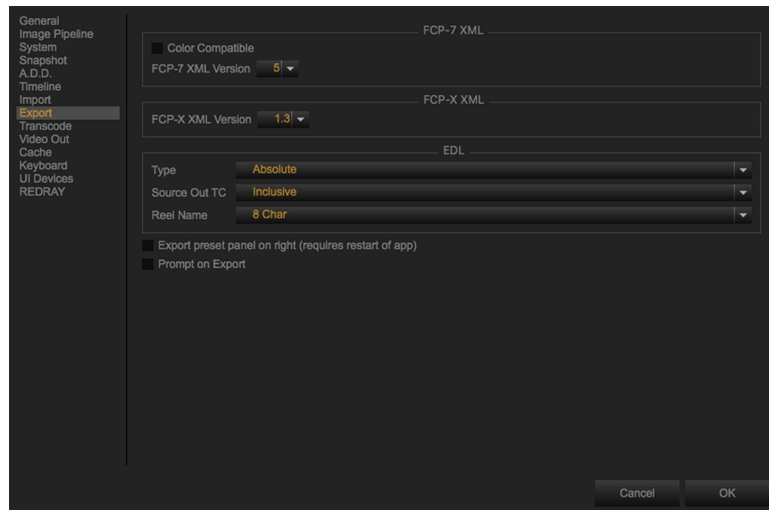 General
Image Pipeline
System
Snapshot
A.D.D.
Timeline
Import
Export
Transcode
Video Out
Cache
Keyboard
UI Devices
REDRAY
FCP-7 XML
Color Compatible
FCP-7 XML Version 5
FCP-X XML
FCP-X XML Version 1.3
EDL
Type Absolute
Source Out TC Inclusive
Reel Name 8 Char
Export preset panel on right (requires restart of app)
Prompt on Export
Cancel OK